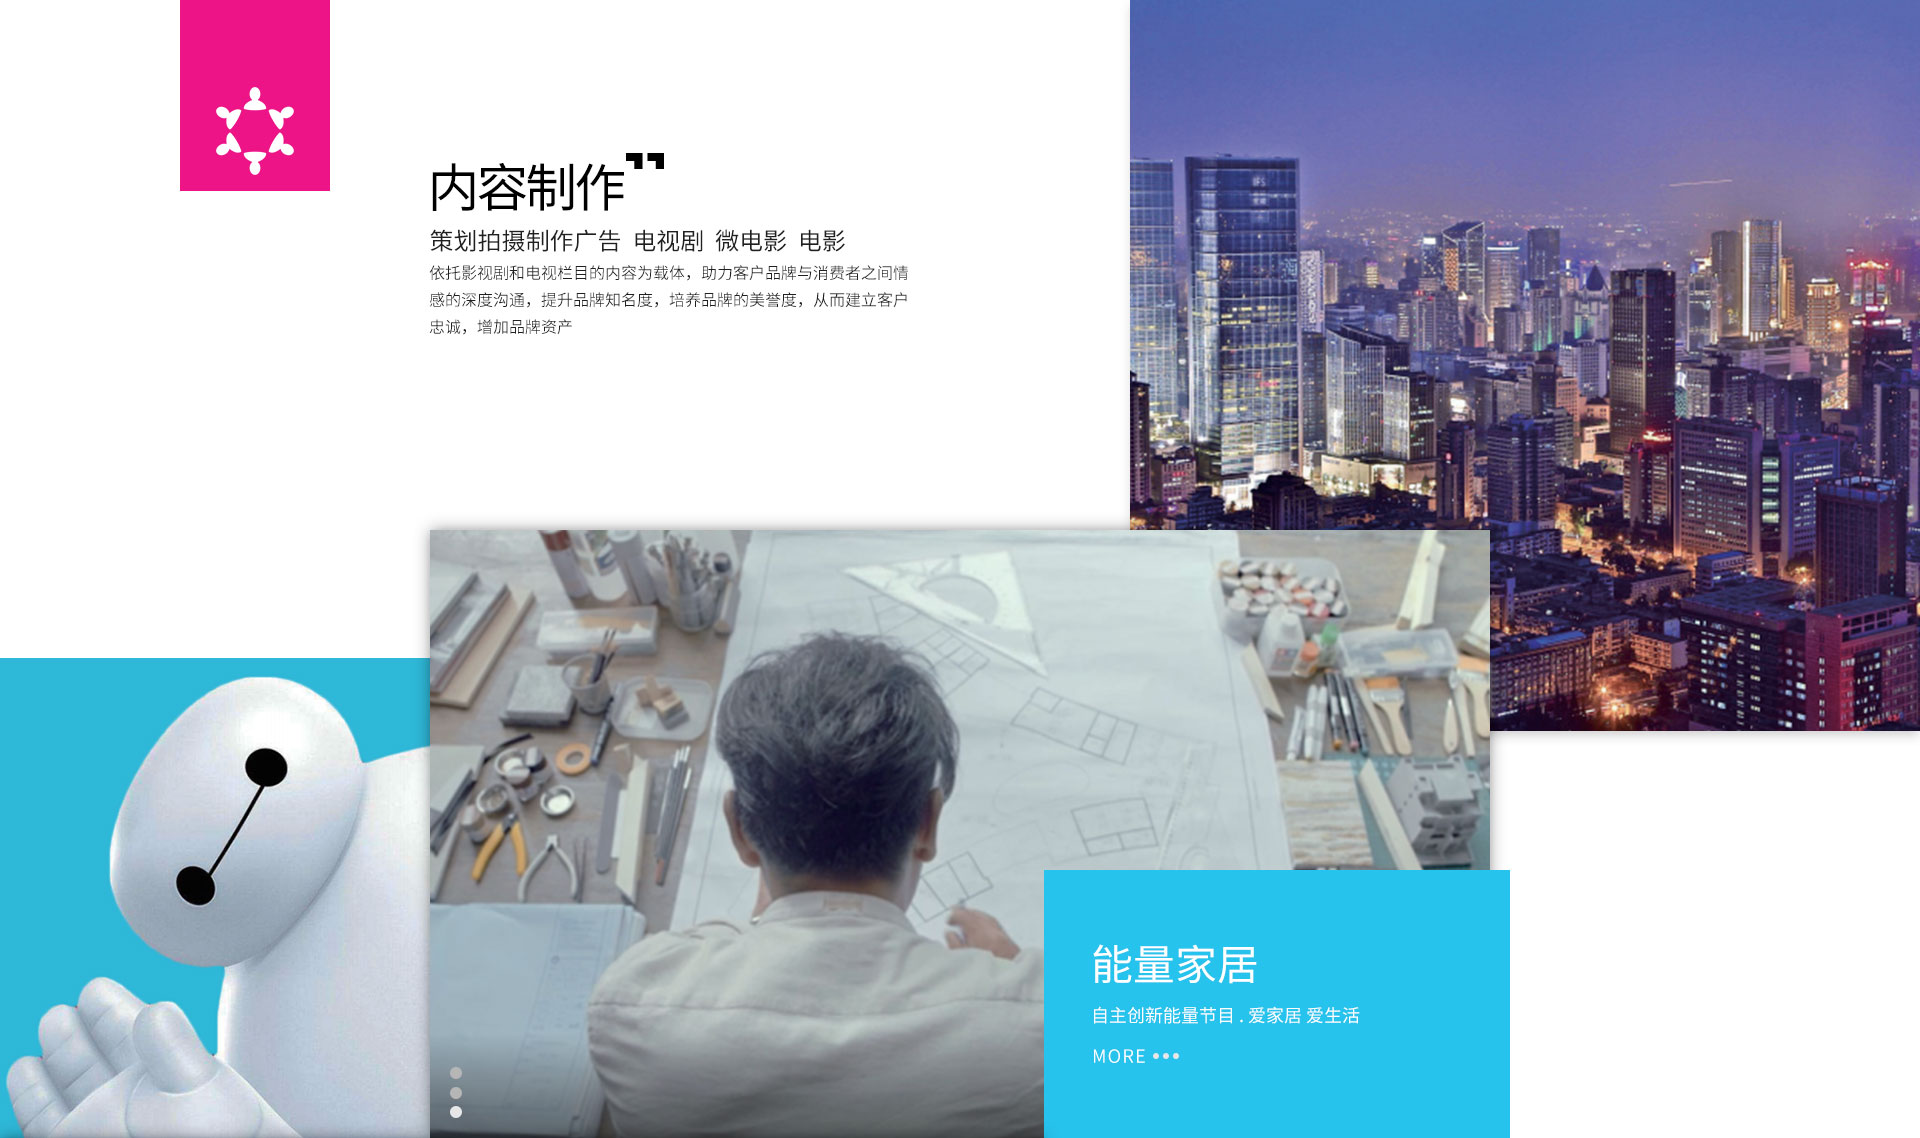 内容制作
策划拍摄制作广告 电视剧 微电影 电影
依托影视剧和电视栏目的内容为载体，助力客户品牌与消费者之间情
感的深度沟通，提升品牌知名度，培养品牌的美誉度，从而建立客户
忠诚，增加品牌资产
IFS
能量家居
自主创新能量节目 . 爱家居 爱生活
MORE •••